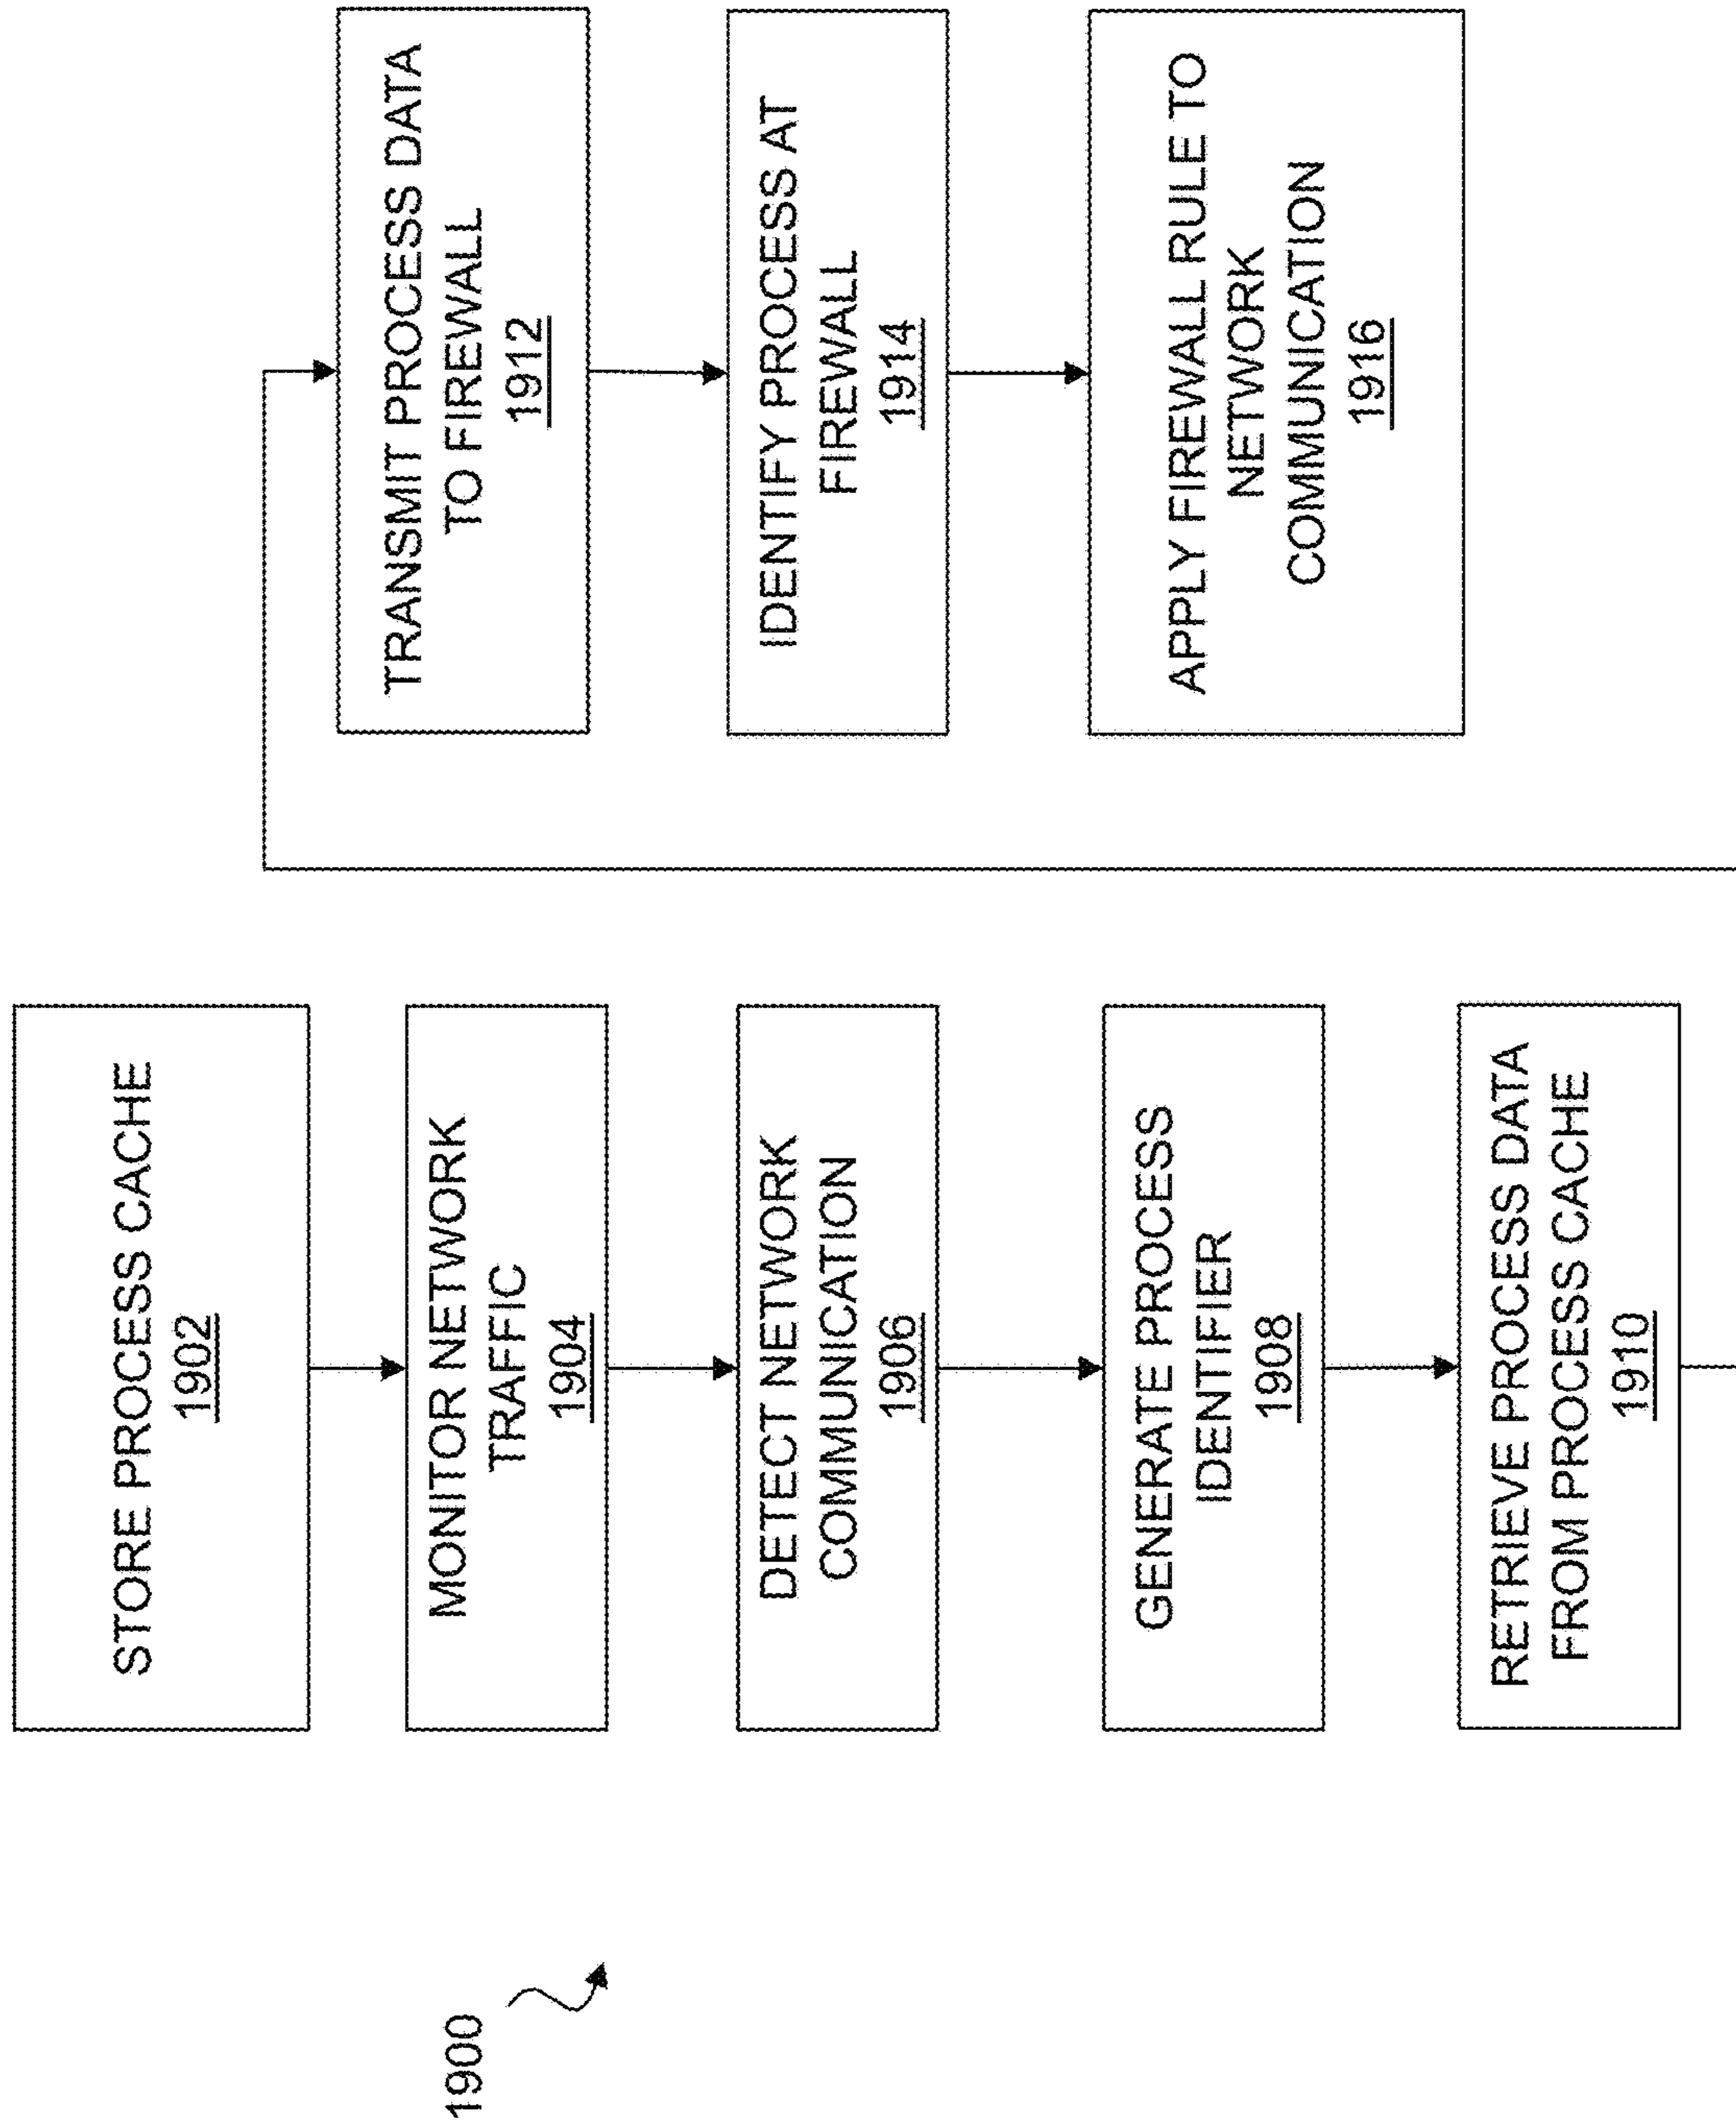 1900
STORE PROCESS CACHE
1902
MONITOR NETWORK
TRAFFIC
1904
DETECT NETWORK
COMMUNICATION
1906
GENERATE PROCESS
IDENTIFIER
1908
RETRIEVE PROCESS DATA
FROM PROCESS CACHE
1910
TRANSMIT PROCESS DATA
TO FIREWALL
1912
IDENTIFY PROCESS AT
FIREWALL
1914
APPLY FIREWALL RULE TO
NETWORK
COMMUNICATION
1916